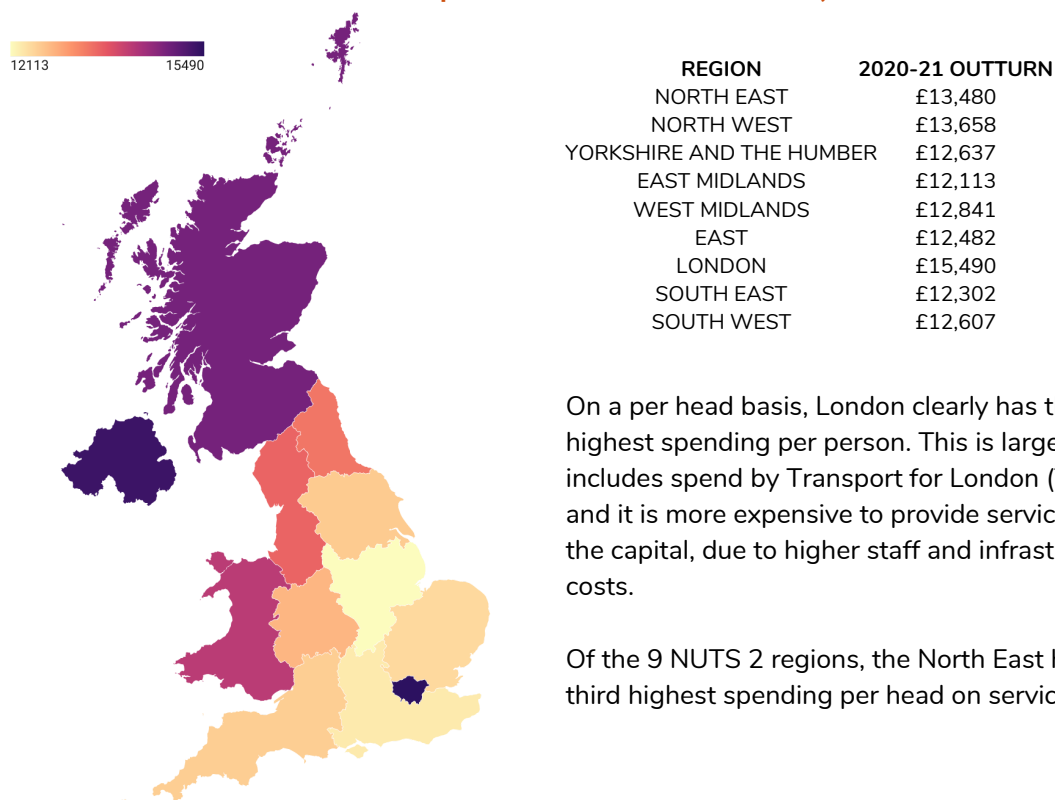 12113 15490
REGION 2020-21 OUTTURN
NORTH EAST £13,480
NORTH WEST £13,658
YORKSHIRE AND THE HUMBER £12,637
EAST MIDLANDS £12,113
WEST MIDLANDS £12,841
EAST £12,482
LONDON £15,490
SOUTH EAST £12,302
SOUTH WEST £12,607
On a per head basis, London clearly has
highest spending per person. This is
includes spend by Transport for London
and it is more expensive to provide
the capital, due to higher staff and
costs.
Of the 9 NUTS 2 regions, the North East
third highest spending per head on